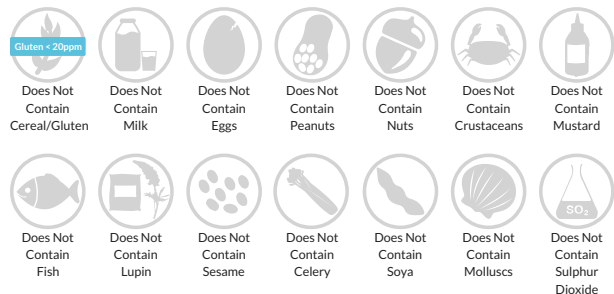 Gluten < 20ppm
Does Not
Contain
Cereal/Gluten
Does Not
Contain
Milk
Does Not
Contain
Eggs
Does Not
Contain
Peanuts
Does Not
Contain
Nuts
Does Not
Contain
Crustaceans
Does Not
Contain
Mustard
Does Not
Contain
Fish
Does Not
Contain
Lupin
Does Not
Contain
Sesame
Does Not
Contain
Celery
Does Not
Contain
Soya
Does Not
Contain
Molluscs
SO₂
Does Not
Contain
Sulphur
Dioxide